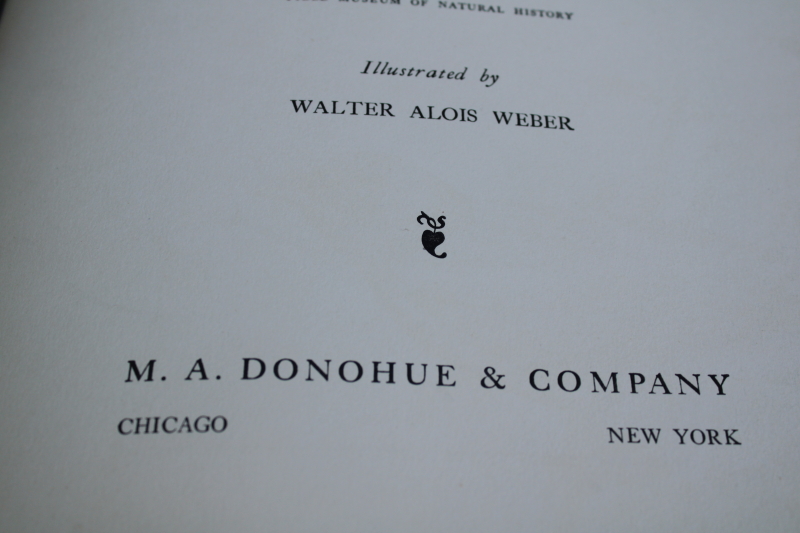 MUSEUM OF NATURAL HISTORY
Illustrated by
WALTER ALOIS WEBER
M. A. DONOHUE & COMPANY
CHICAGO NEW YORK